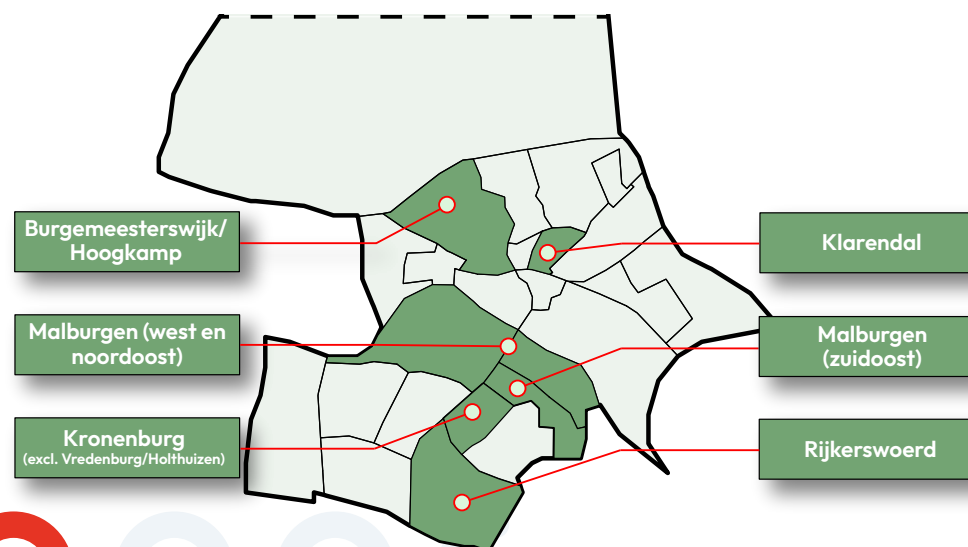 Burgemeesterswijk/
Hoogkamp
Klarendal
Malburgen (west en
noordoost)
Malburgen
(zuidoost)
Kronenburg
(excl. Vredenburg/Holthuizen)
Rijkerswoerd